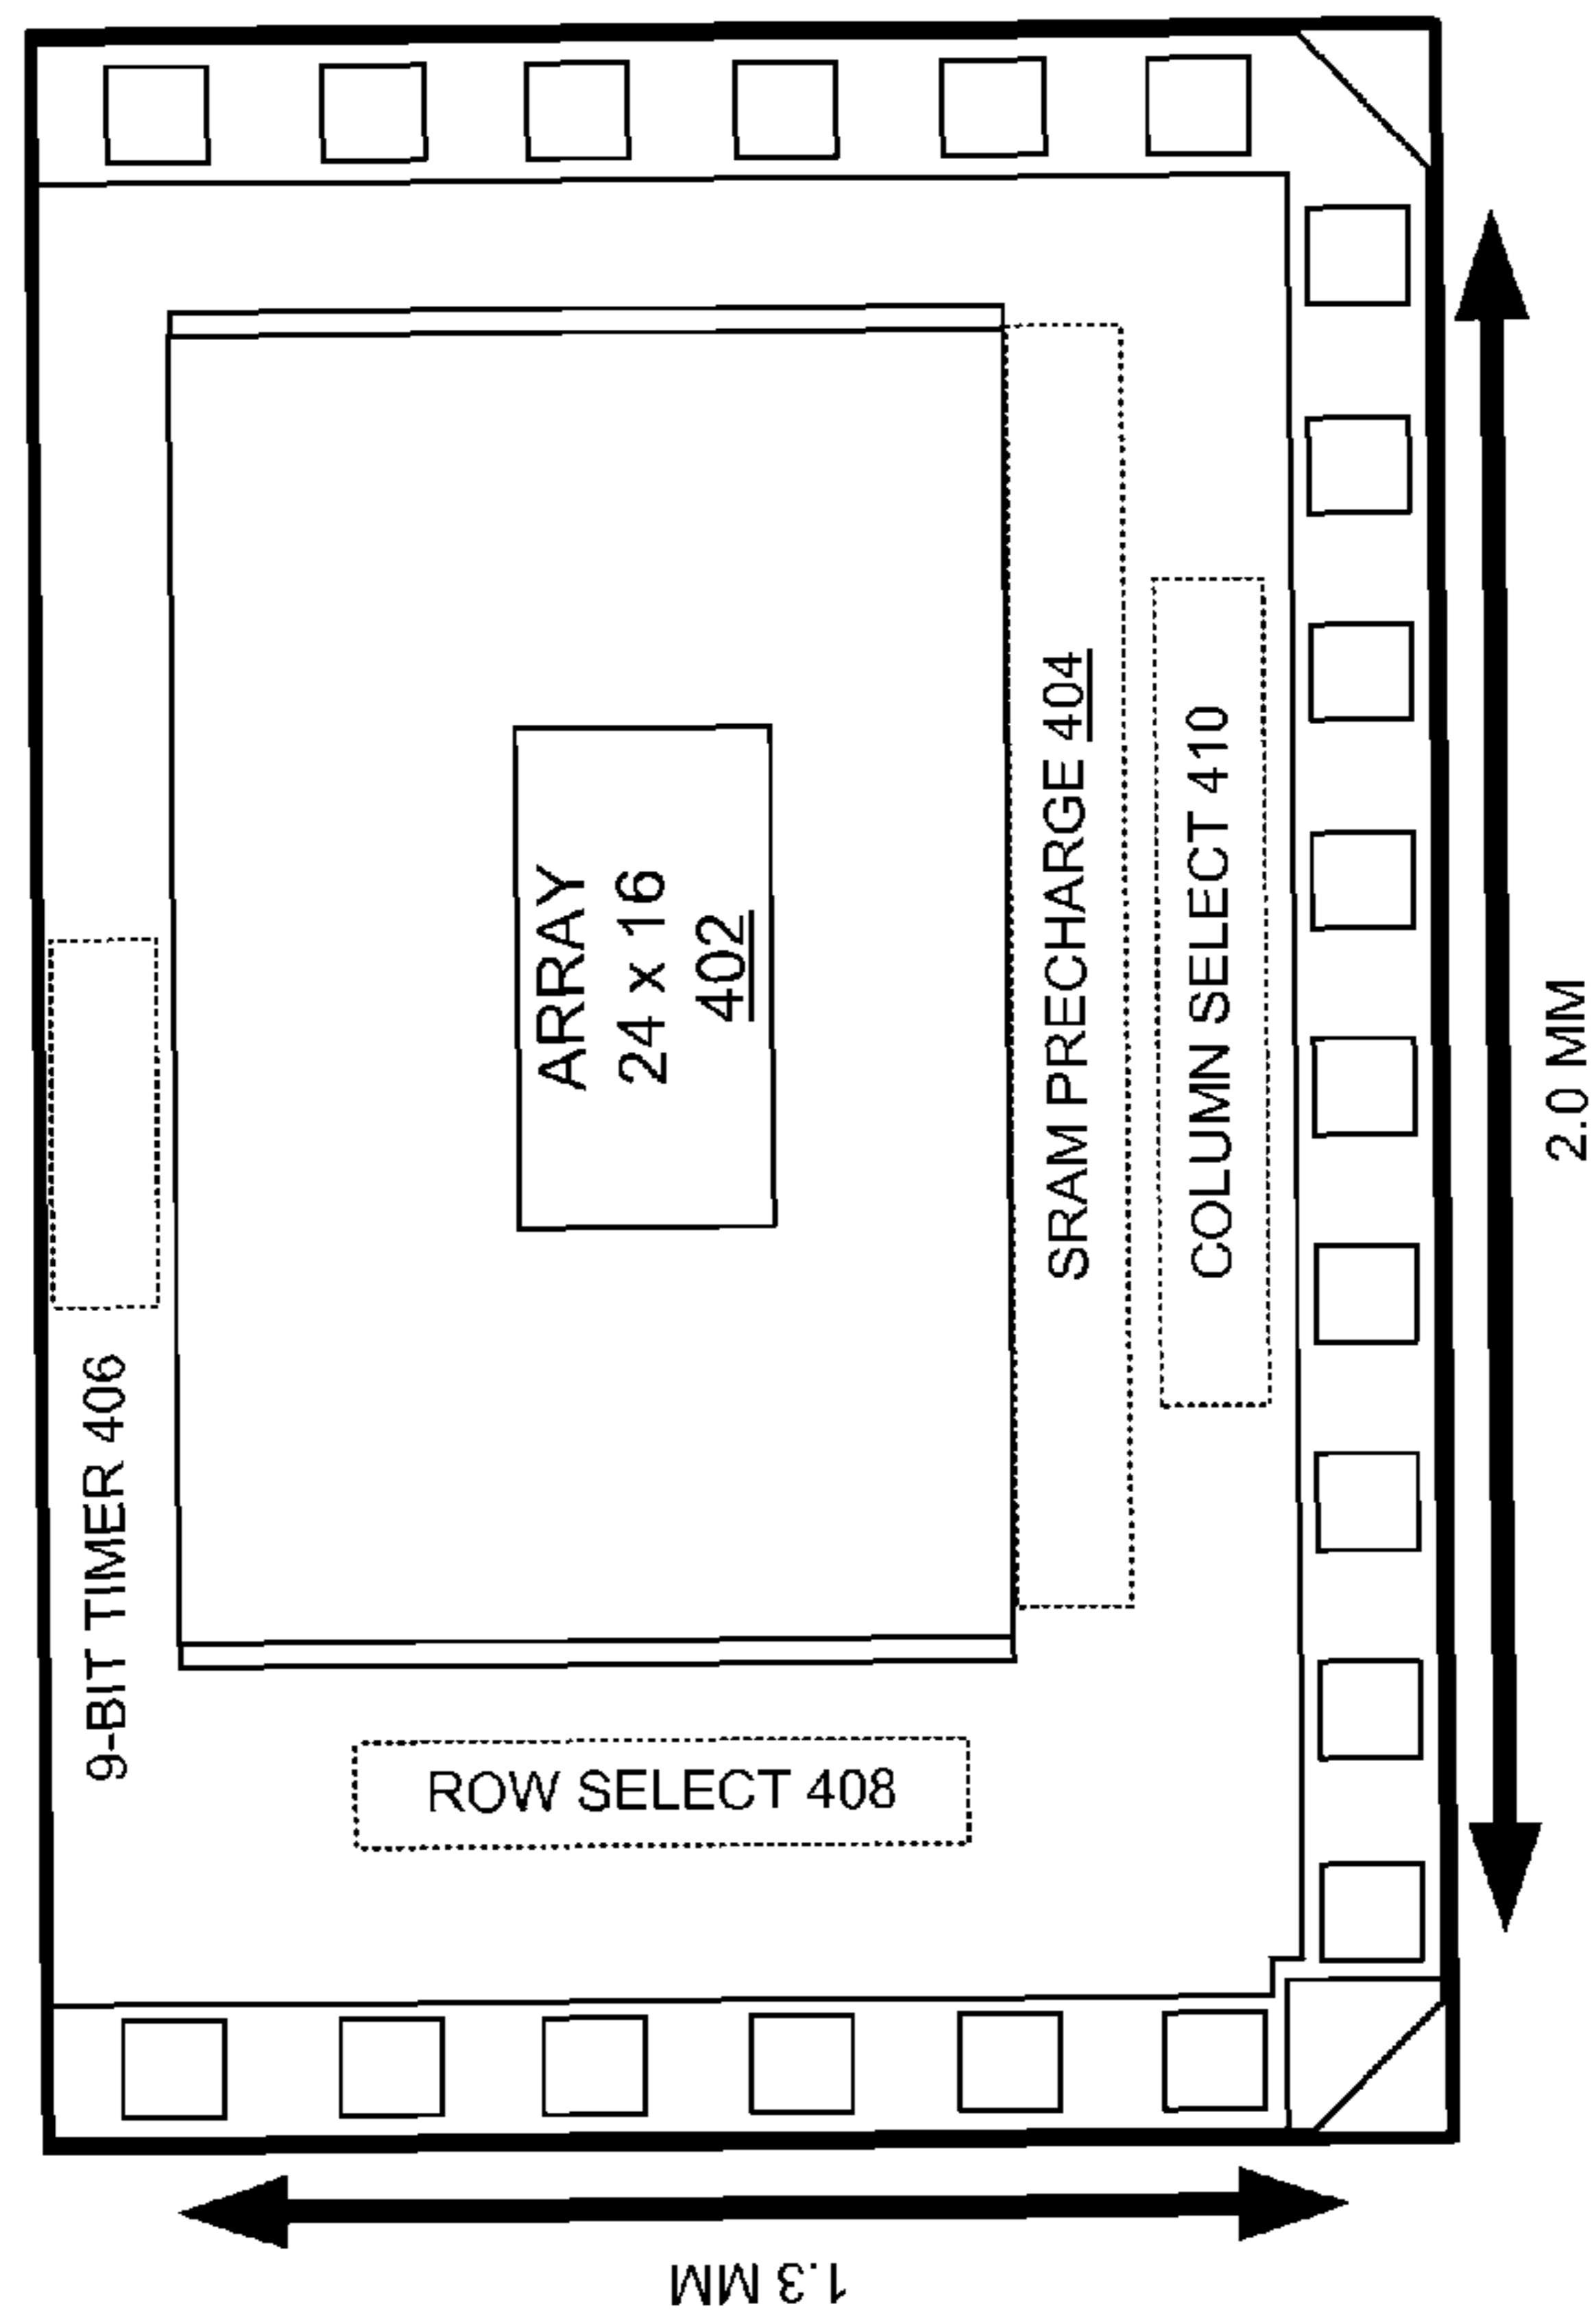 9-BIT TIMER 406
ARRAY
24 x 16
402
SRAM PRECHARGE 404
COLUMN SELECT 410
ROW SELECT 408
2.0 MM
1.3 MM